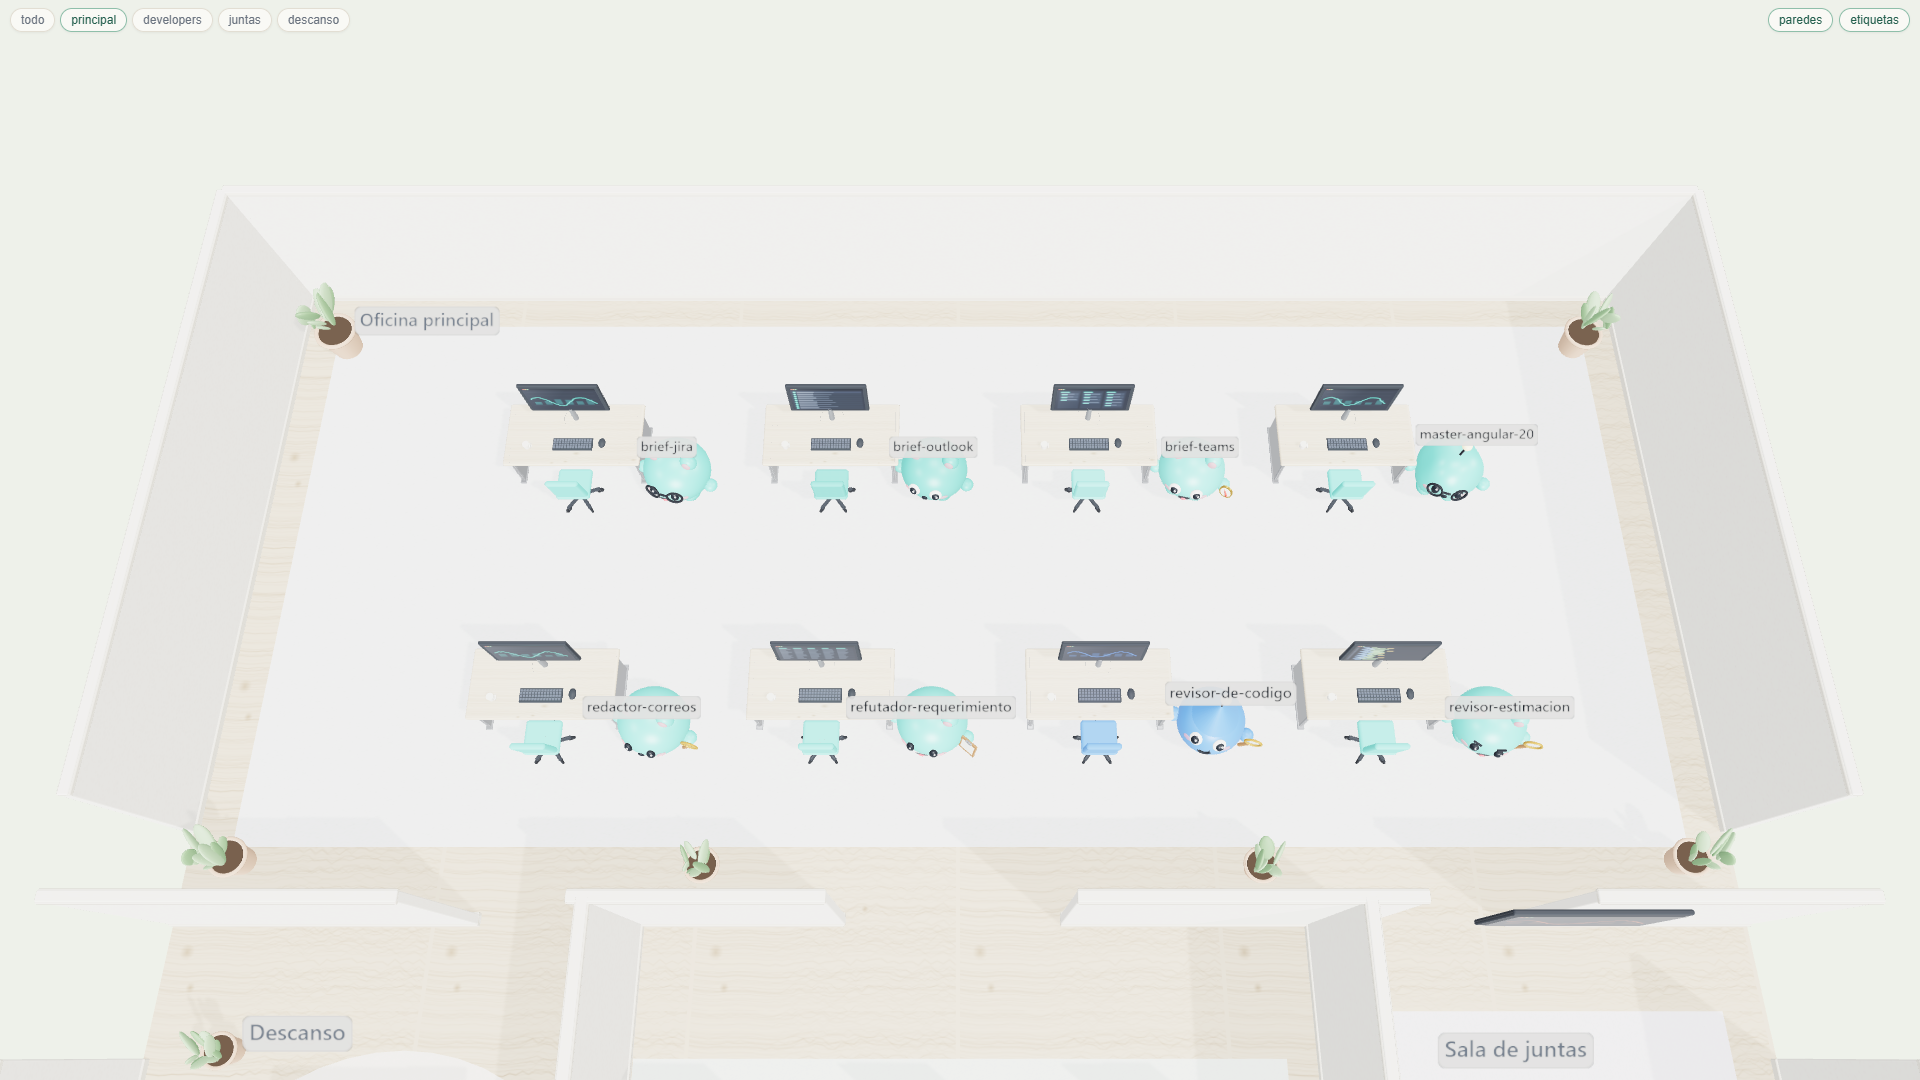 todo
principal
developers
juntas
descanso
paredes
etiquetas
Oficina principal
brief-jira
brief-outlook
brief-teams
master-angular-20
redactor-correos
refutador-requerimiento
revisor-de-codigo
revisor-estimacion
Descanso
Sala de juntas